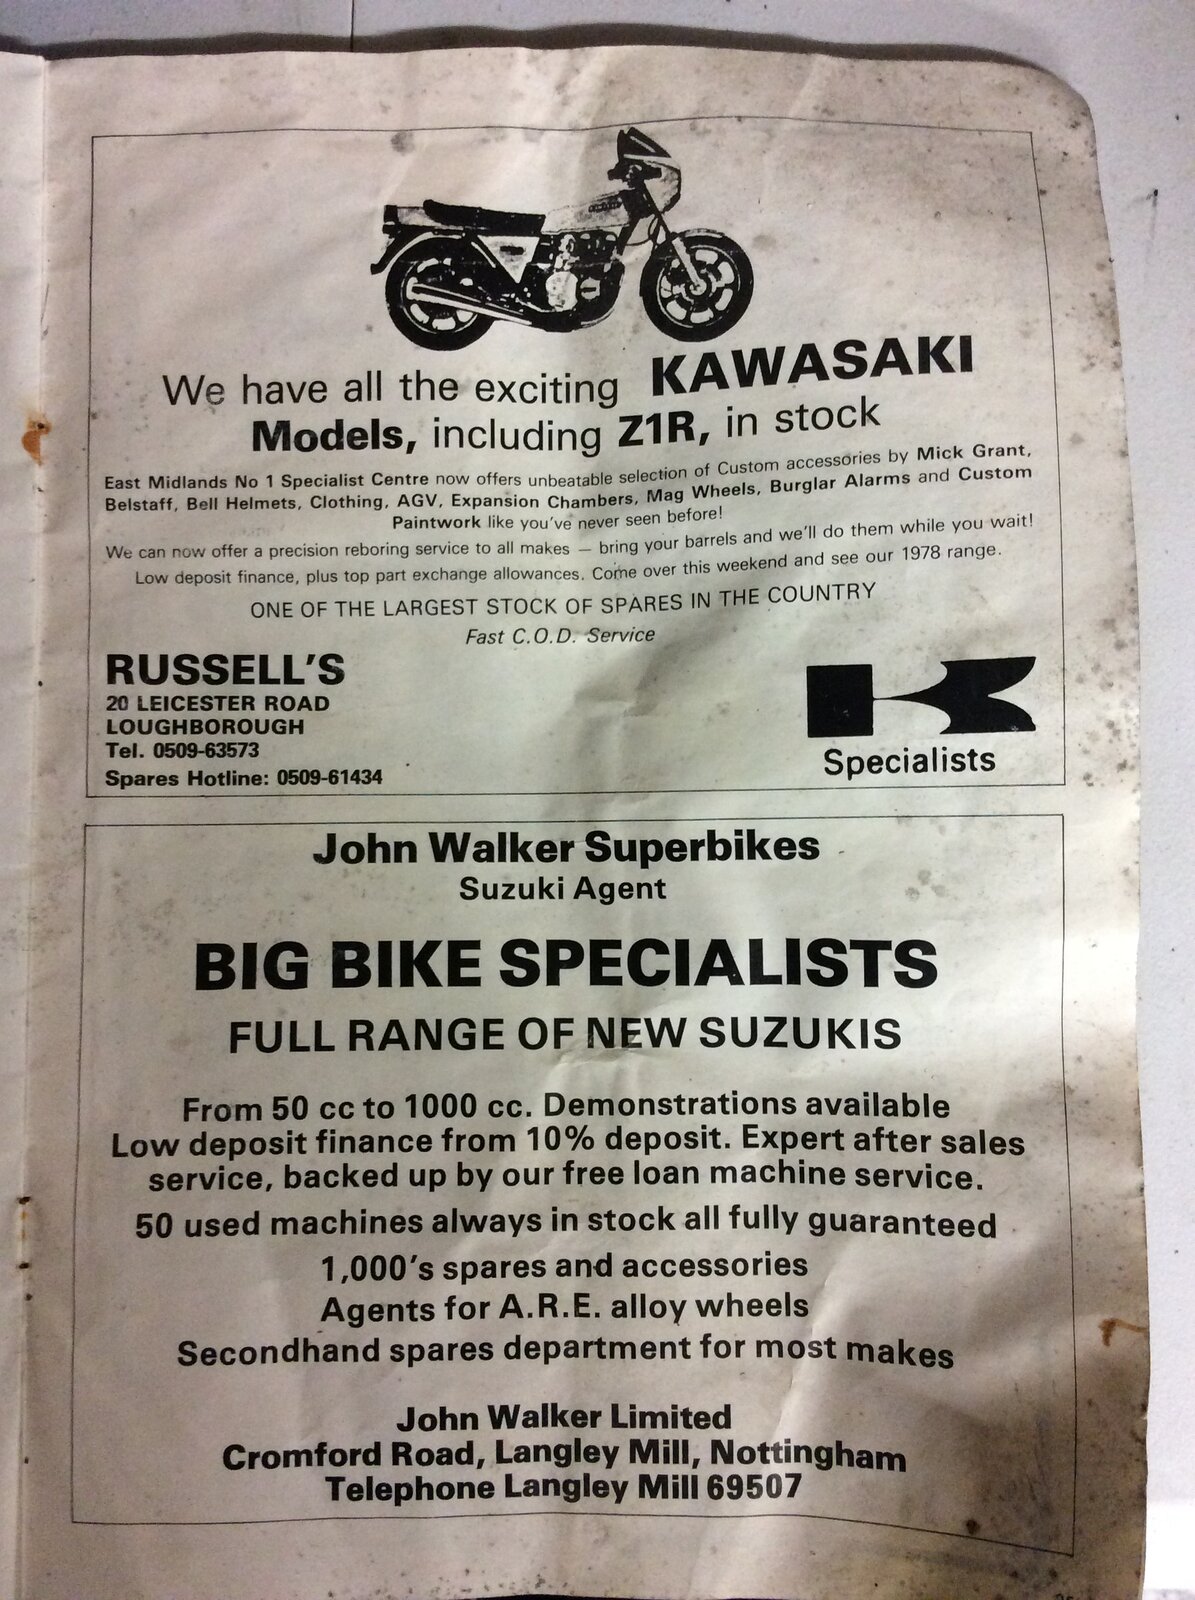 We have all the exciting KAWASAKI
Models, including Z1R, in stock
East Midlands No 1 Specialist Centre now offers unbeatable selection of Custom accessories by Mick Grant,
Belstaff, Bell Helmets, Clothing, AGV, Expansion Chambers, Mag Wheels, Burglar Alarms and Custom
Paintwork like you've never seen before!
We can now offer a precision reboring service to all makes — bring your barrels and we'll do them while you wait!
Low deposit finance, plus top part exchange allowances. Come over this weekend and see our 1978 range.
ONE OF THE LARGEST STOCK OF SPARES IN THE COUNTRY
Fast C.O.D. Service
RUSSELL'S
20 LEICESTER ROAD
LOUGHBOROUGH
Tel. 0509-63573
Spares Hotline: 0509-61434
K
Specialists
John Walker Superbikes
Suzuki Agent
BIG BIKE SPECIALISTS
FULL RANGE OF NEW SUZUKIS
From 50 cc to 1000 cc. Demonstrations available
Low deposit finance from 10% deposit. Expert after sales
service, backed up by our free loan machine service.
50 used machines always in stock all fully guaranteed
1,000's spares and accessories
Agents for A.R.E. alloy wheels
Secondhand spares department for most makes
John Walker Limited
Cromford Road, Langley Mill, Nottingham
Telephone Langley Mill 69507